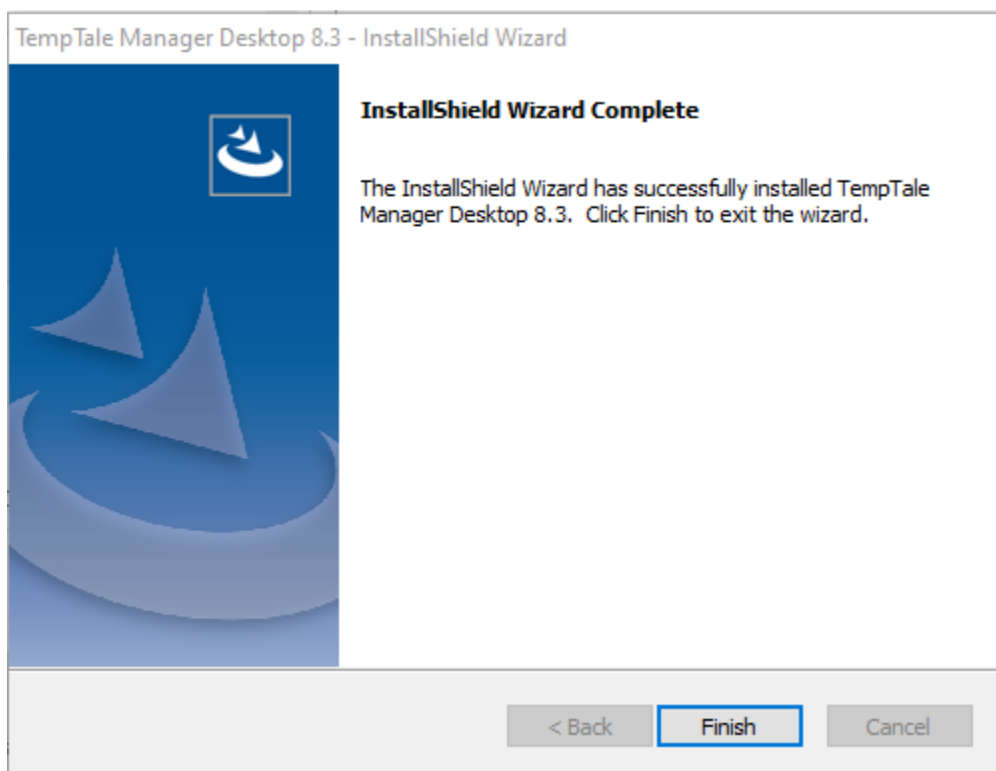 TempTale Manager Desktop 8.3 - InstallShield Wizard
InstallShield Wizard Complete
The InstallShield Wizard has successfully installed TempTale
Manager Desktop 8.3.  Click Finish to exit the wizard.
< Back
Finish
Cancel